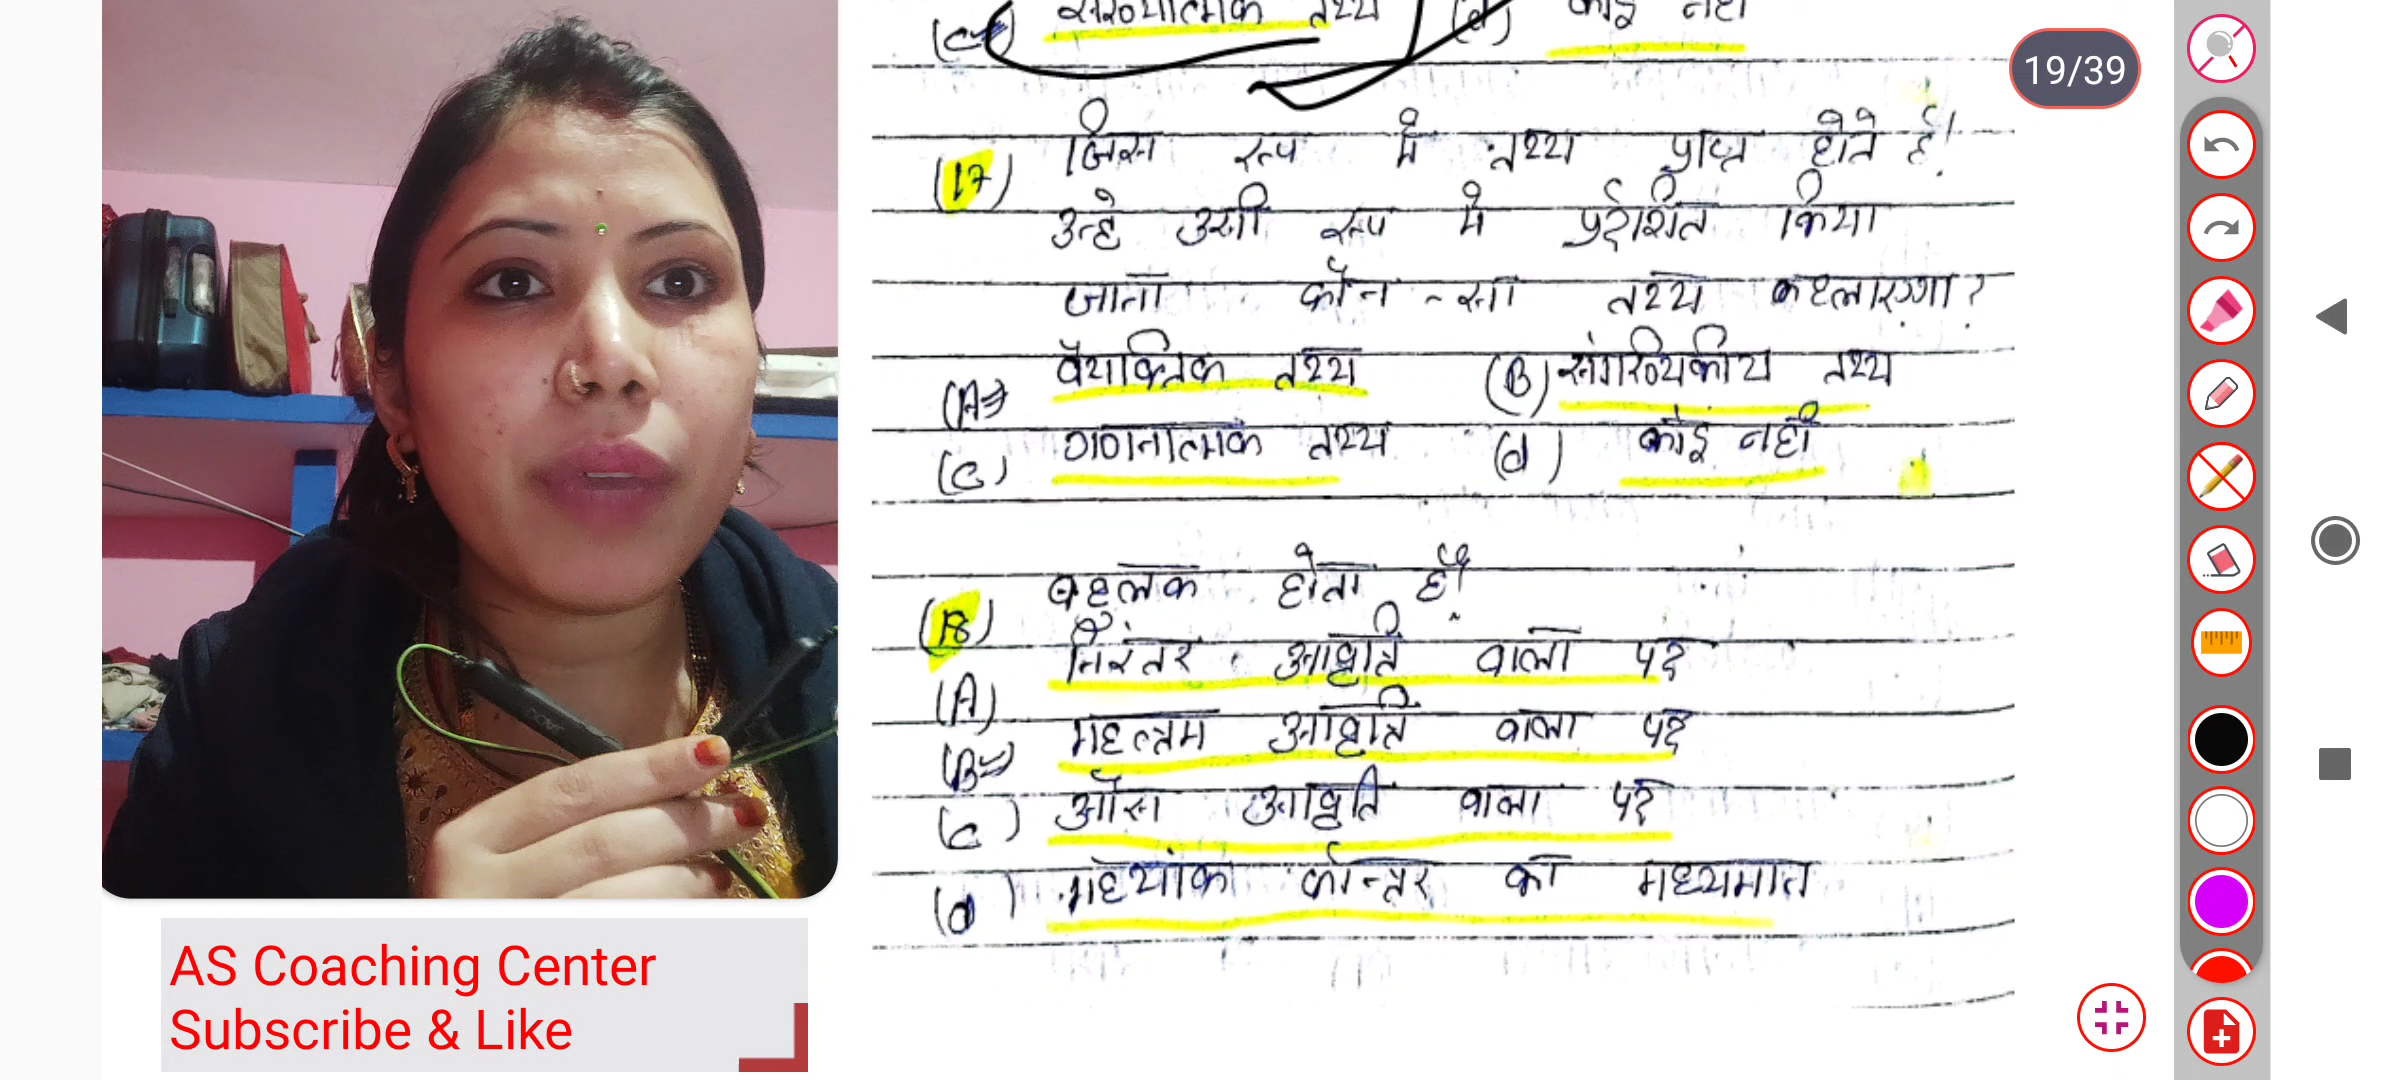 (c) संख्यात्मक तथ्य (d) कोई नहीं
19/39
(17) जिस रूप में तथ्य प्राप्त होते हैं।
उन्हे उसी रूप में प्रदर्शित किया
जाता कौन-सा तथ्य कहलाएगा?
(A) वैयक्तिक तथ्य (B) सांख्यिकीय तथ्य
(c) गणनात्मक तथ्य (d) कोई नहीं
(18) बहुलक होता है
(A) निरंतर आवृति वाला पद
(B) महत्तम आवृति वाला पद
(c) औसत आवृति वाला पद
(d) मध्यांक का मध्यमान
AS Coaching Center
Subscribe & Like